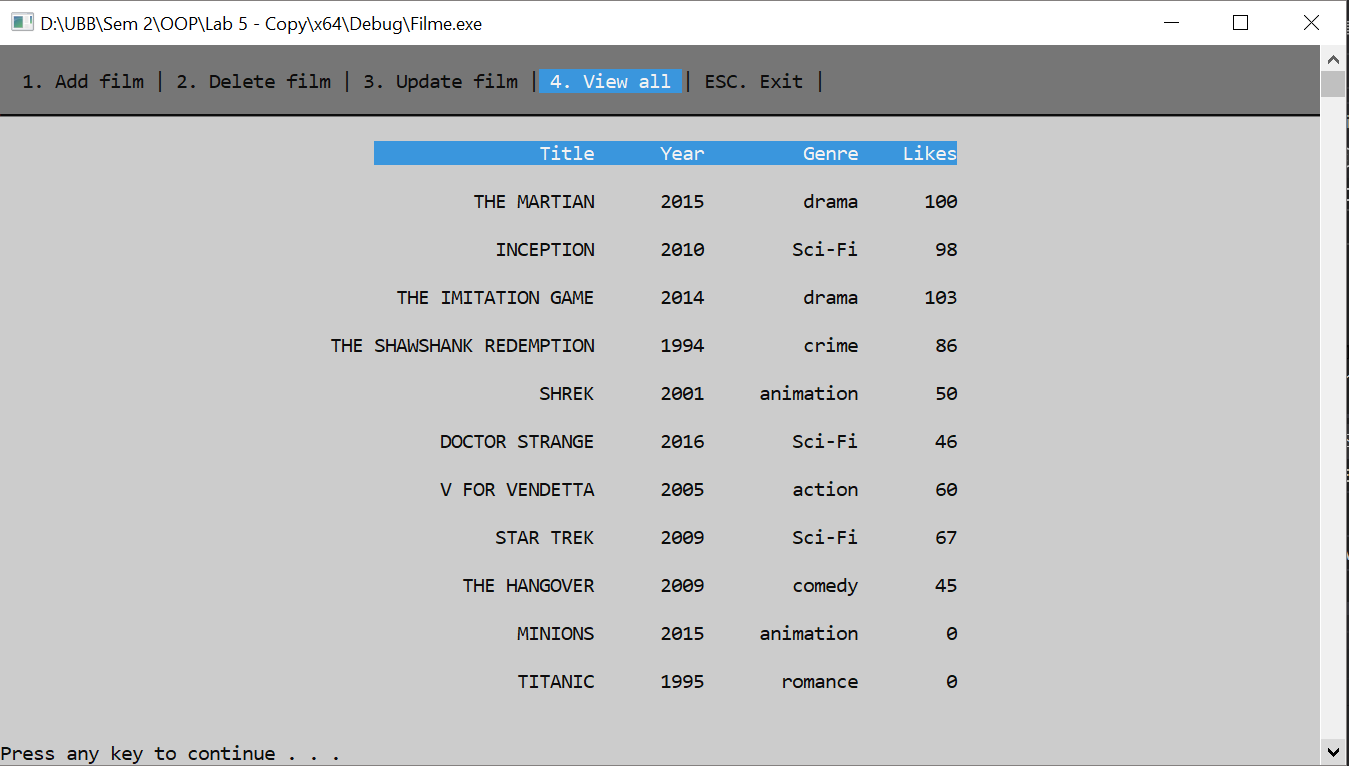 D:\UBB\Sem 2\OOP\Lab 5 - Copy\x64\Debug\Filme.exe
1. Add film | 2. Delete film | 3. Update film | 4. View all | ESC. Exit |
Title Year Genre Likes
THE MARTIAN 2015 drama 100
INCEPTION 2010 Sci-Fi 98
THE IMITATION GAME 2014 drama 103
THE SHAWSHANK REDEMPTION 1994 crime 86
SHREK 2001 animation 50
DOCTOR STRANGE 2016 Sci-Fi 46
V FOR VENDETTA 2005 action 60
STAR TREK 2009 Sci-Fi 67
THE HANGOVER 2009 comedy 45
MINIONS 2015 animation 0
TITANIC 1995 romance 0
Press any key to continue . . .